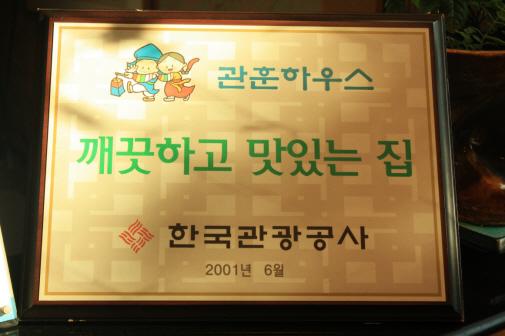 관훈하우스
깨끗하고 맛있는 집
한국관광공사
2001년 6월